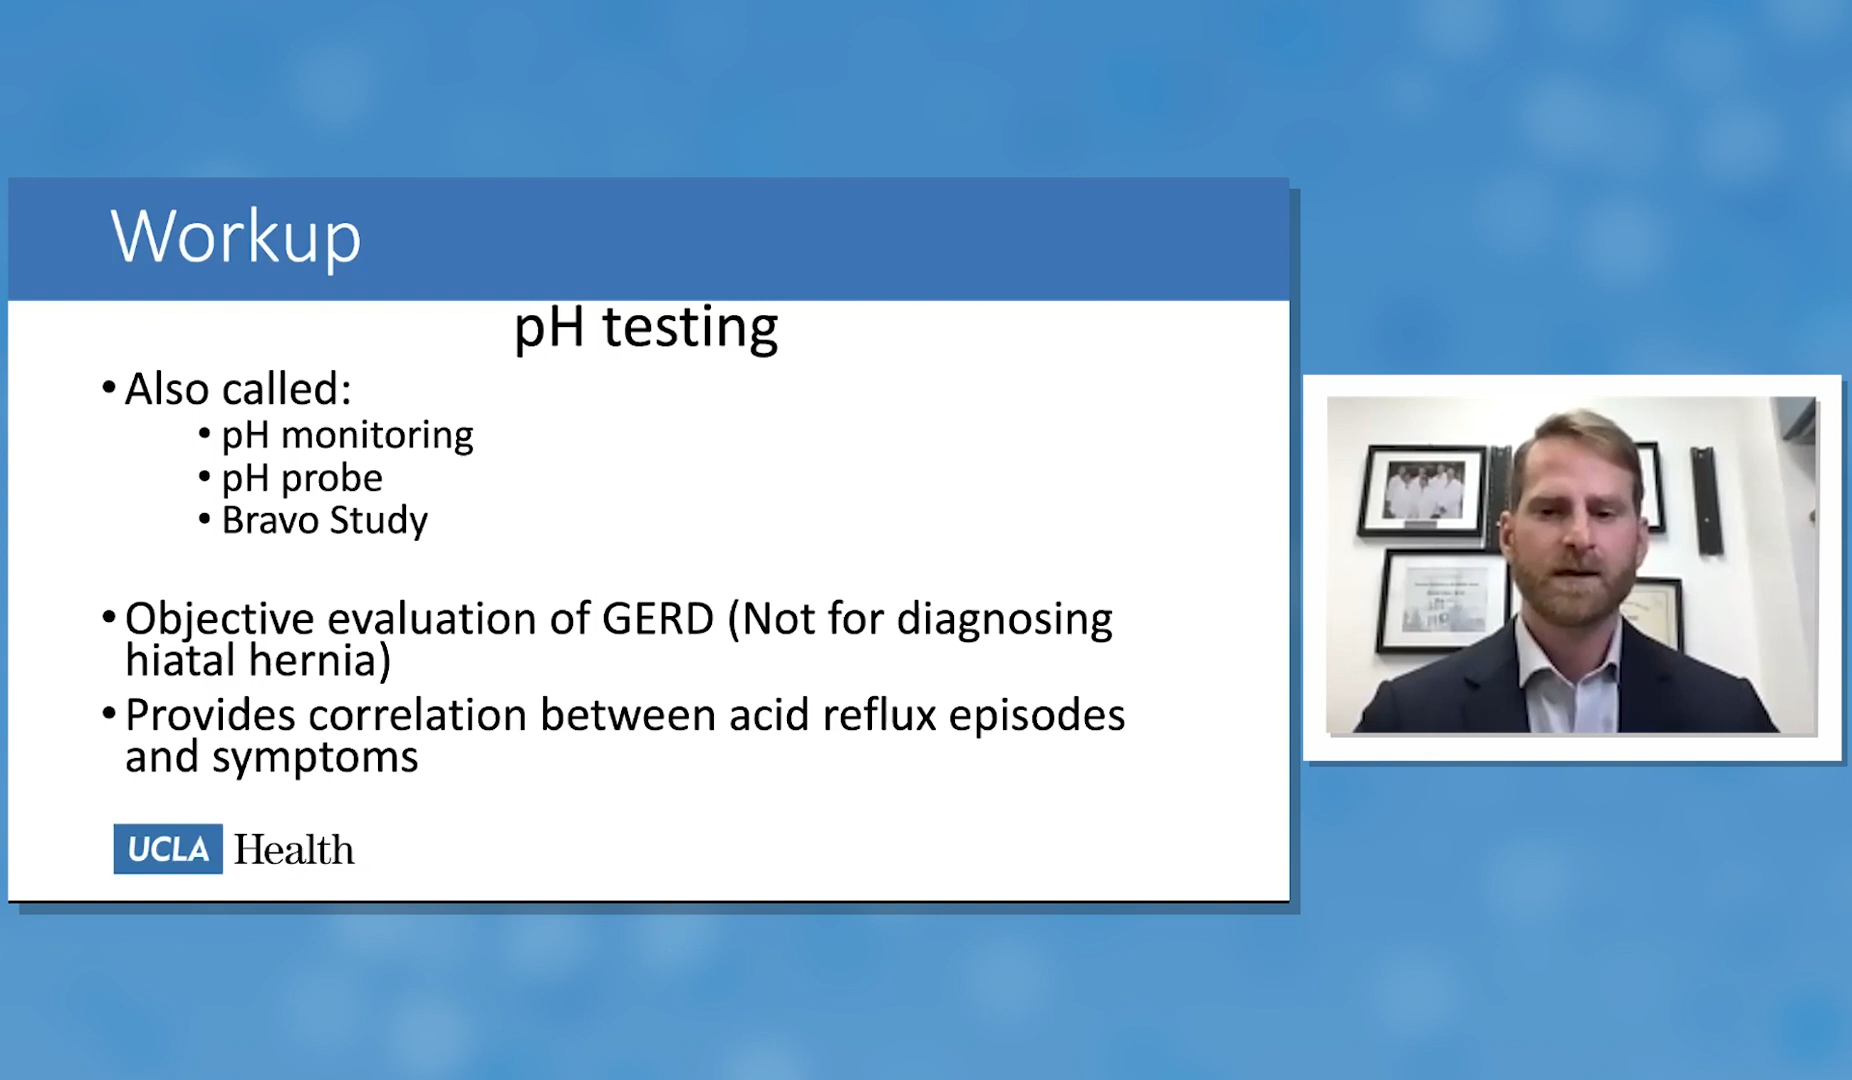 Workup
pH testing
• Also called:
• pH monitoring
• pH probe
• Bravo Study
• Objective evaluation of GERD (Not for diagnosing
hiatal hernia)
• Provides correlation between acid reflux episodes
and symptoms
UCLA Health